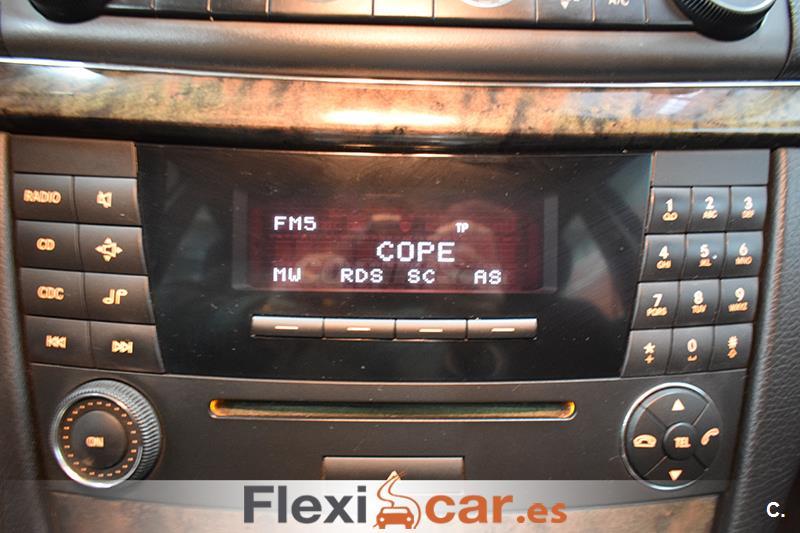 A/C
RADIO
CD
CDC
FM5 TP
COPE
MW RDS SC AS
1 2 ABC 3 DEF
4 GHI 5 JKL 6 MNO
7 PQRS 8 TUV 9 WXYZ
* 0 #
ON
TEL
Flexicar.es
C.